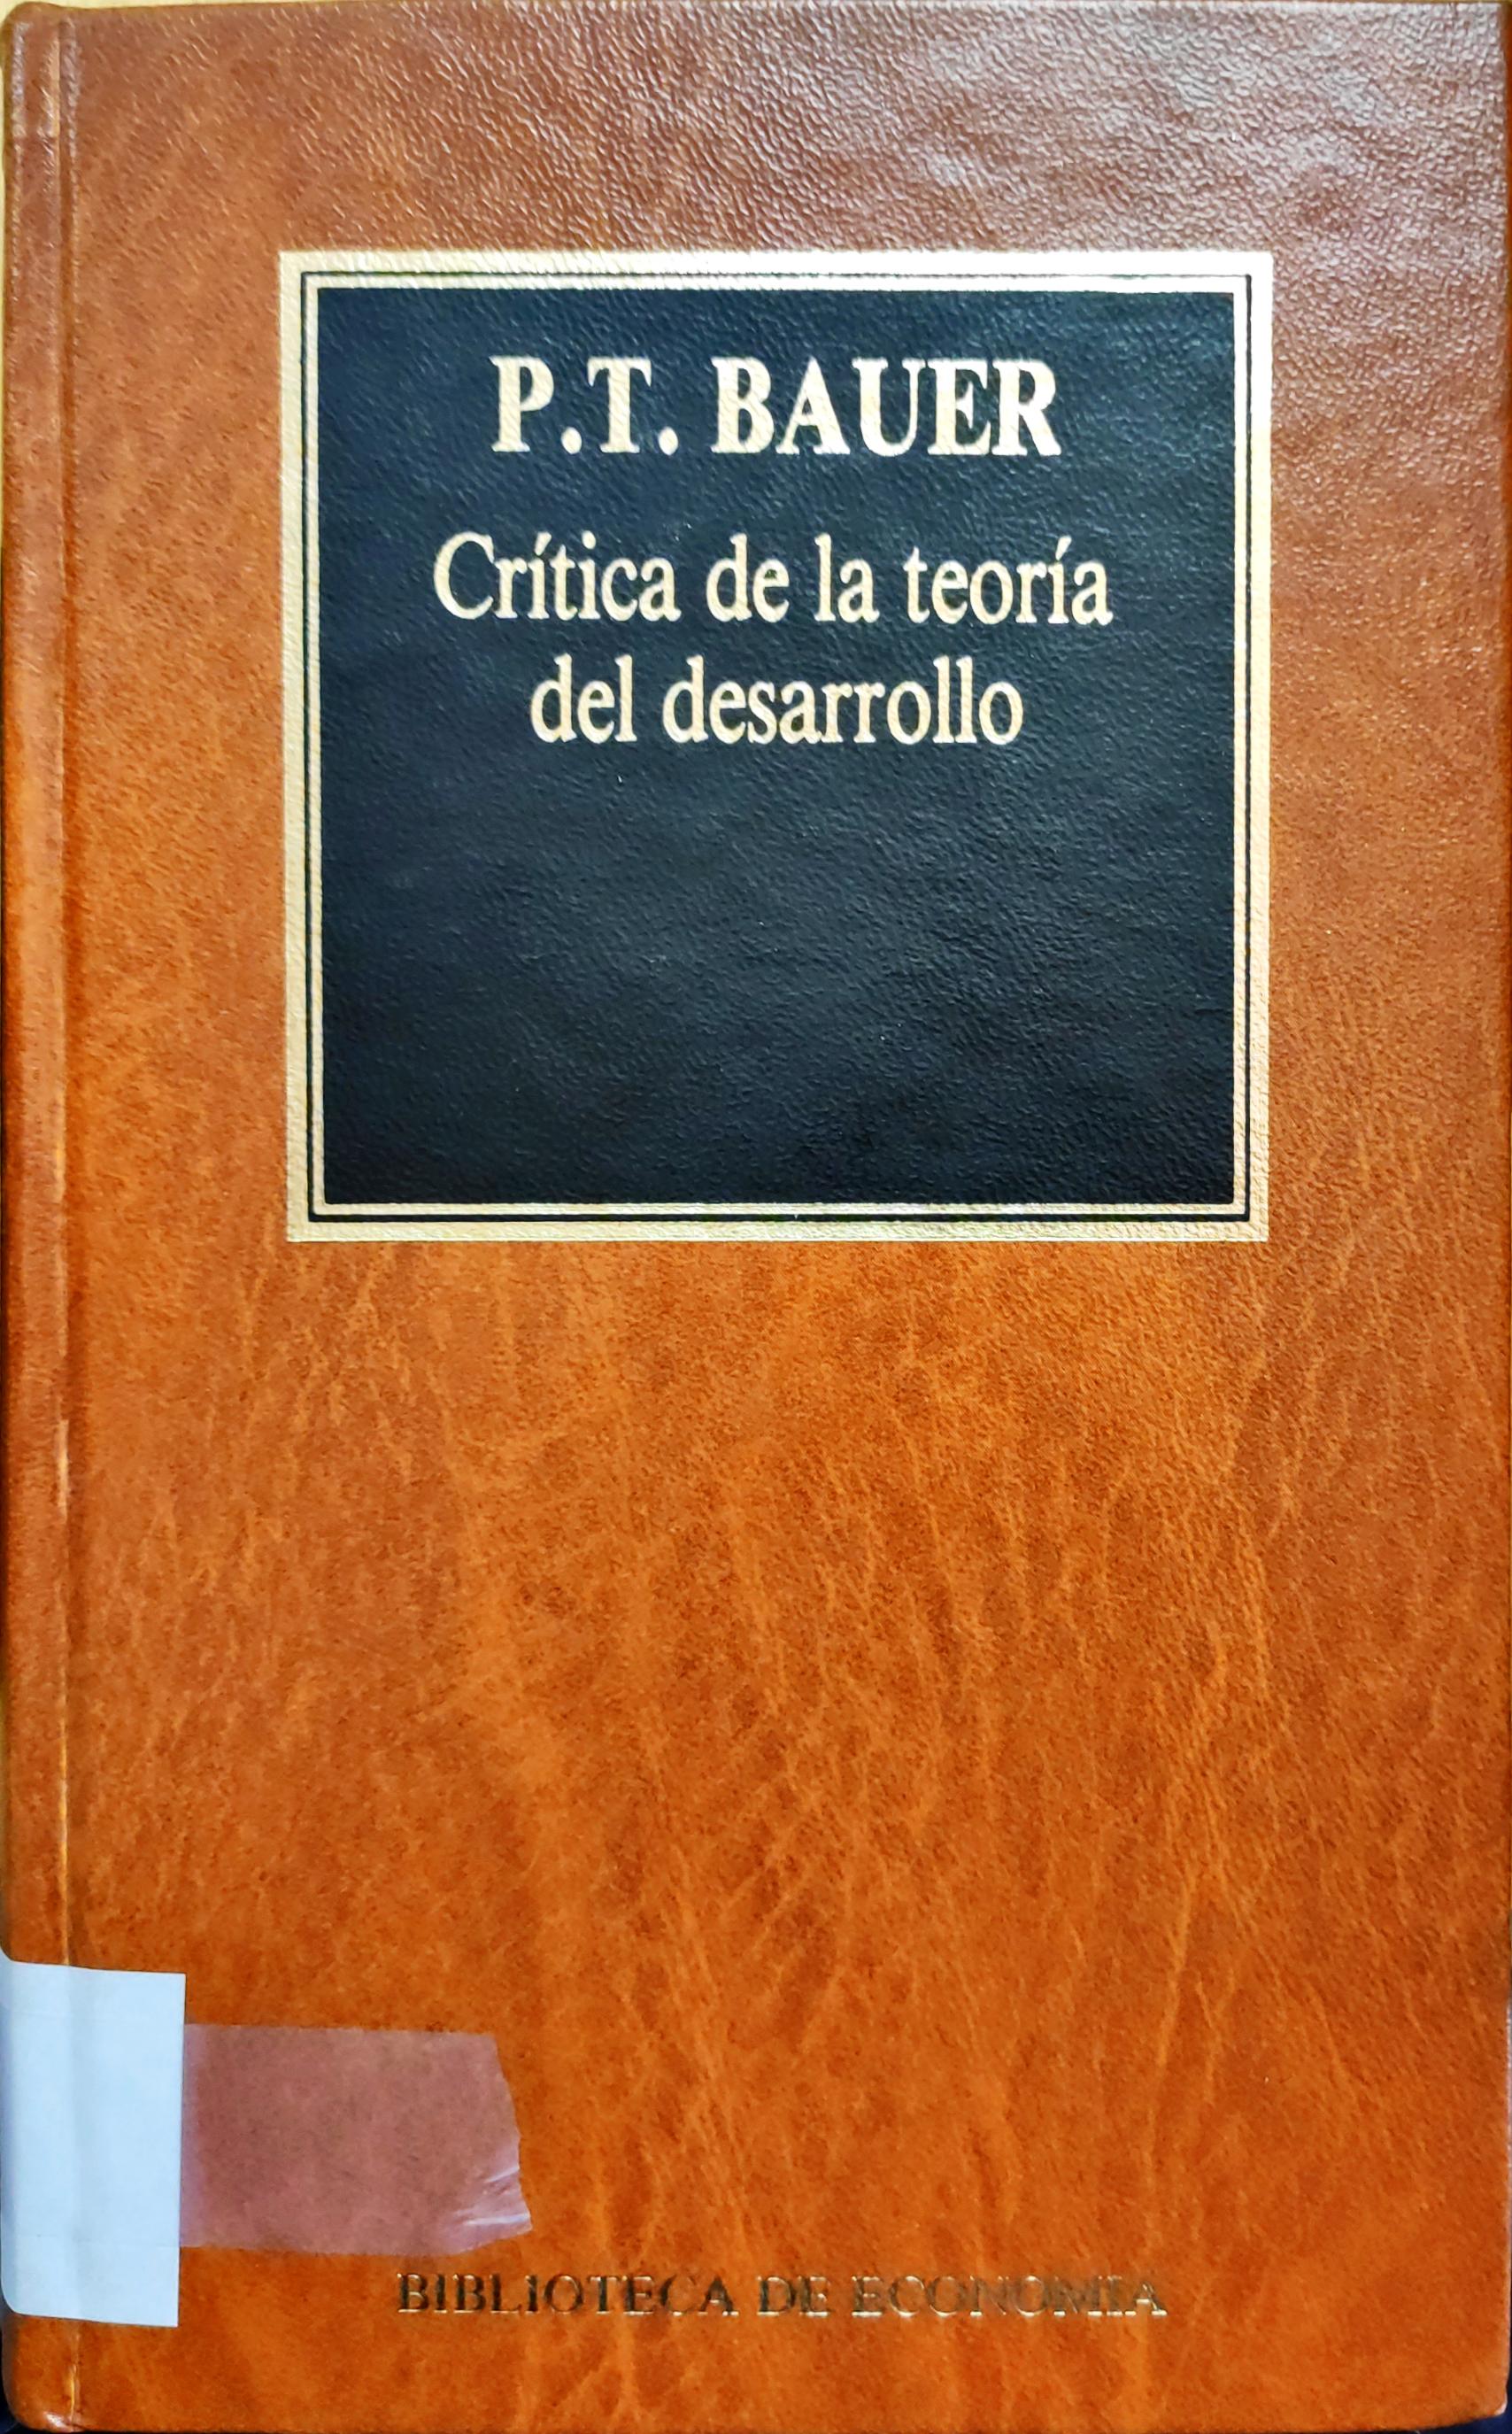 P.T. BAUER
Crítica de la teoría
del desarrollo
BIBLIOTECA DE ECONOMIA